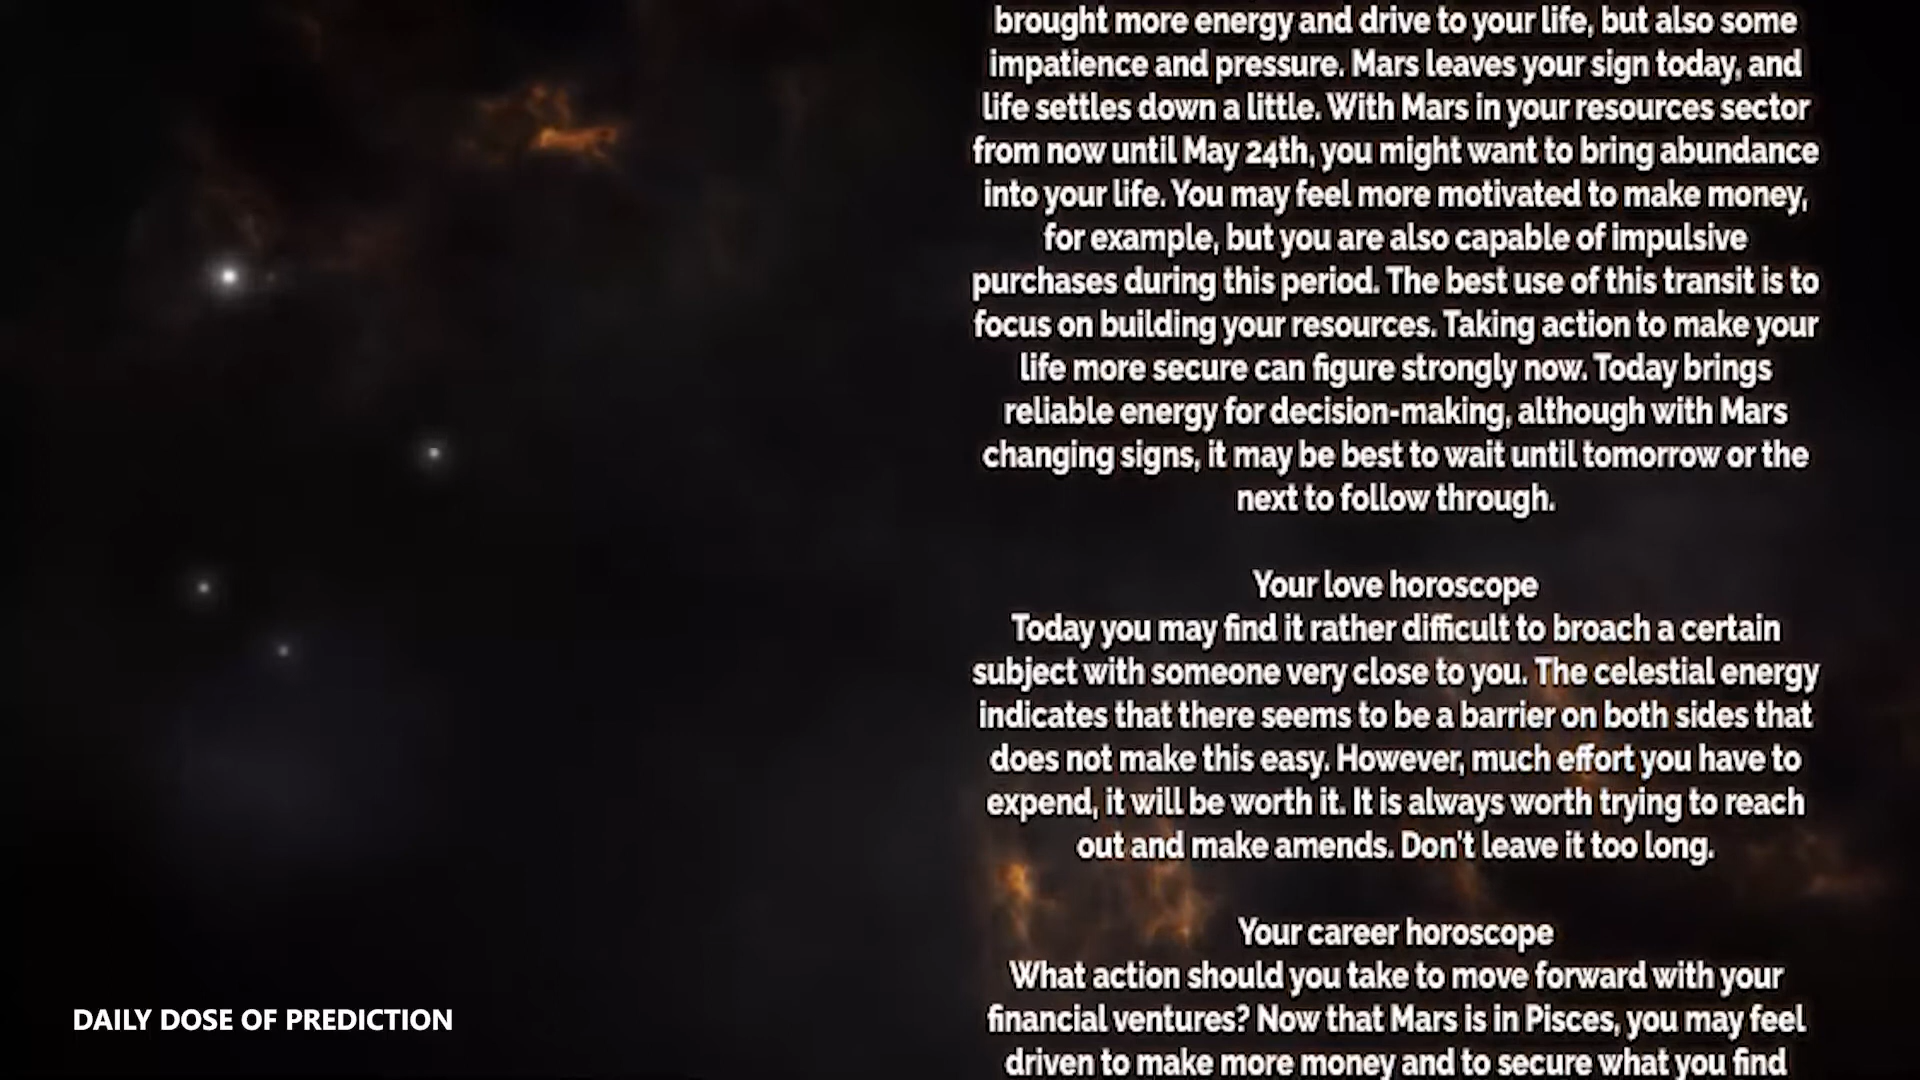 brought more energy and drive to your life, but also some
impatience and pressure. Mars leaves your sign today, and
life settles down a little. With Mars in your resources sector
from now until May 24th, you might want to bring abundance
into your life. You may feel more motivated to make money,
for example, but you are also capable of impulsive
purchases during this period. The best use of this transit is to
focus on building your resources. Taking action to make your
life more secure can figure strongly now. Today brings
reliable energy for decision-making, although with Mars
changing signs, it may be best to wait until tomorrow or the
next to follow through.
Your love horoscope
Today you may find it rather difficult to broach a certain
subject with someone very close to you. The celestial energy
indicates that there seems to be a barrier on both sides that
does not make this easy. However, much effort you have to
expend, it will be worth it. It is always worth trying to reach
out and make amends. Don't leave it too long.
Your career horoscope
What action should you take to move forward with your
financial ventures? Now that Mars is in Pisces, you may feel
driven to make more money and to secure what you find
DAILY DOSE OF PREDICTION